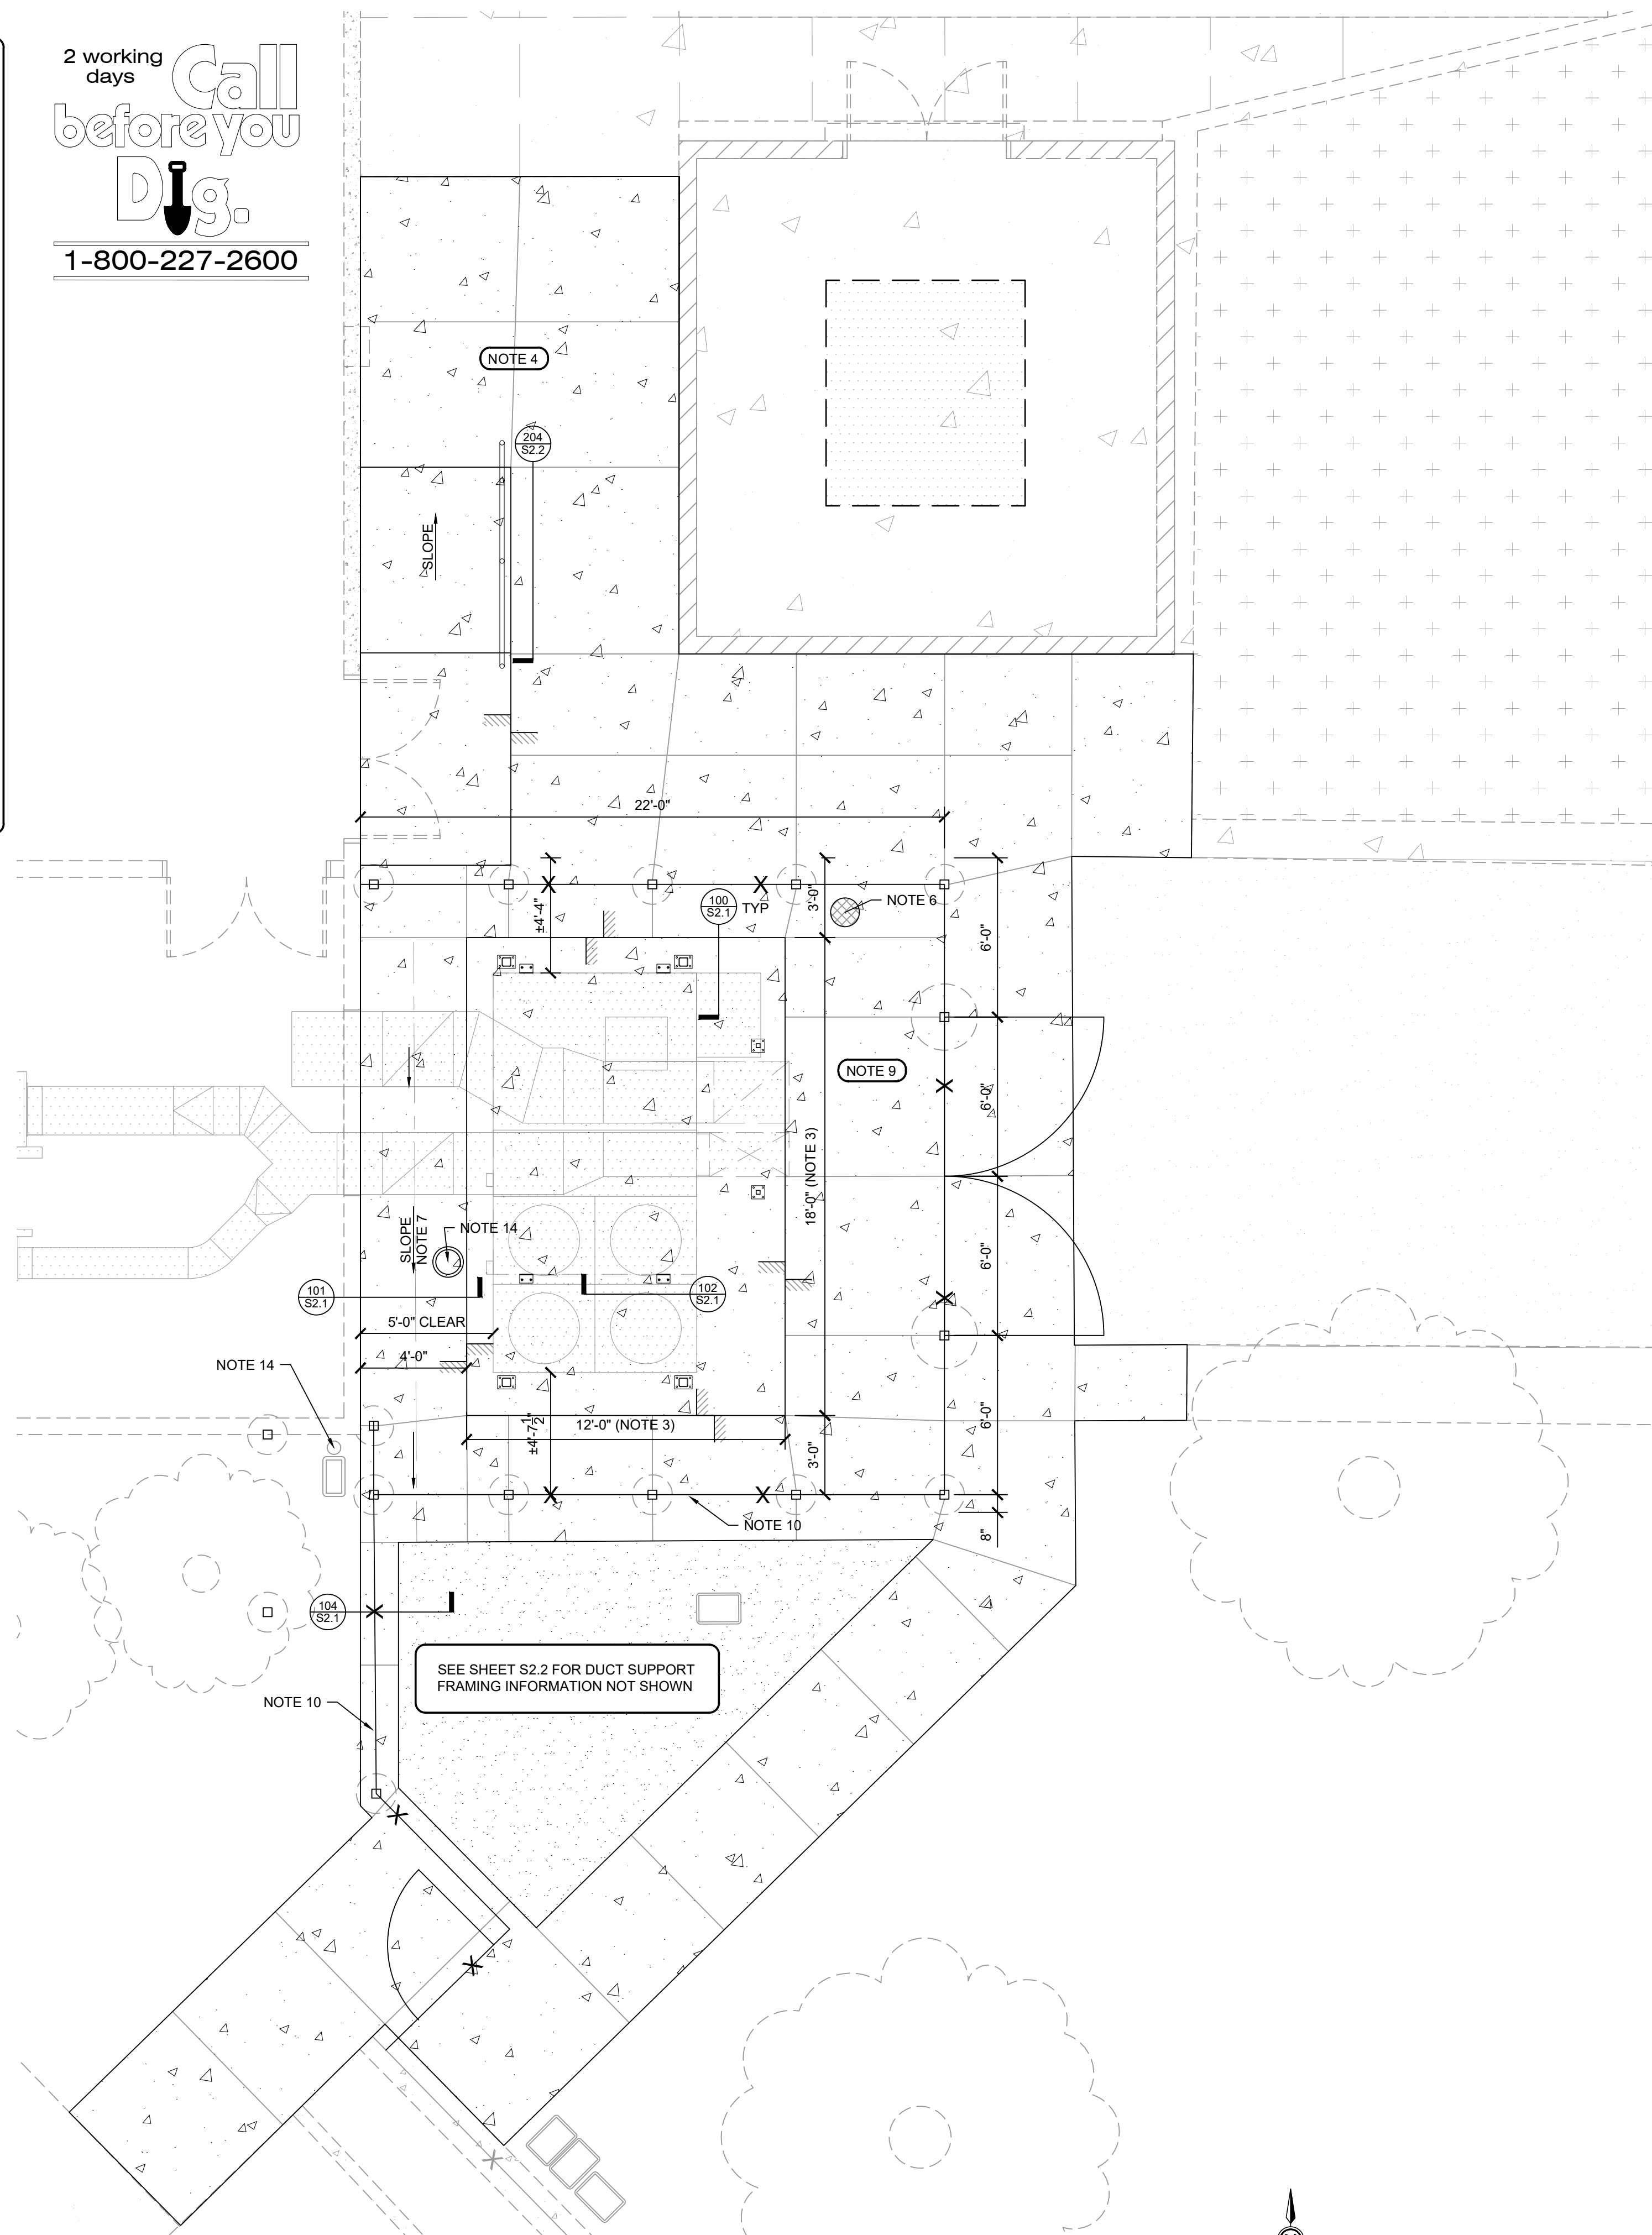 2 working
days
Call
before you
Dig.
1-800-227-2600
NOTE 4
204
S2.2
SLOPE
22'-0"
±4'-4"
100
S2.1
TYP
3'-0"
NOTE 6
6'-0"
NOTE 9
6'-0"
18'-0" (NOTE 3)
SLOPE
NOTE 7
NOTE 14
6'-0"
101
S2.1
102
S2.1
5'-0" CLEAR
4'-0"
NOTE 14
±4'-7 1/2"
12'-0" (NOTE 3)
3'-0"
6'-0"
NOTE 10
8"
104
S2.1
SEE SHEET S2.2 FOR DUCT SUPPORT
FRAMING INFORMATION NOT SHOWN
NOTE 10